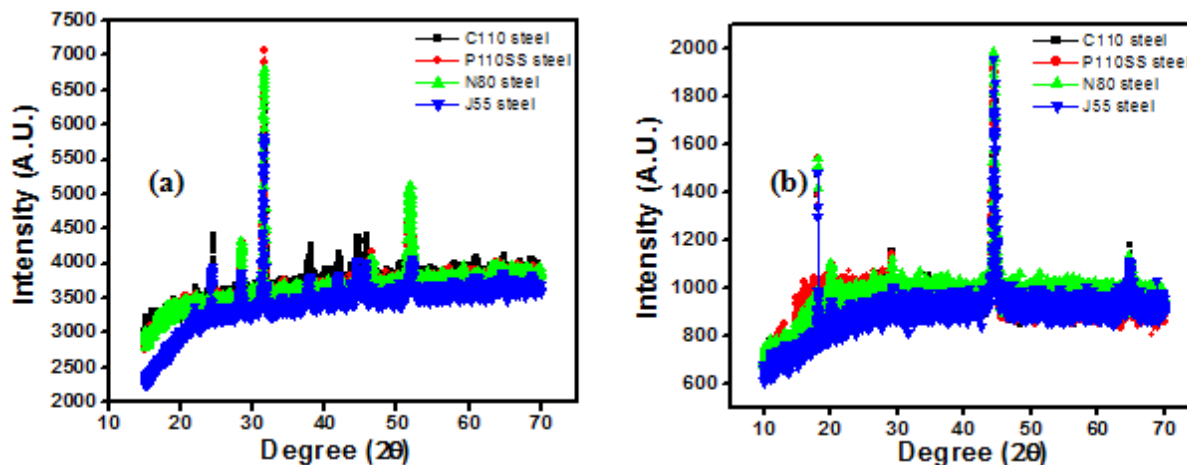 7500
7000
6500
6000
5500
5000
4500
4000
3500
3000
2500
2000
Intensity (A.U.)
10 20 30 40 50 60 70
Degree (2θ)
(a)
C110 steel
P110SS steel
N80 steel
J55 steel
2000
1800
1600
1400
1200
1000
800
600
Intensity (A.U.)
10 20 30 40 50 60 70
Degree (2θ)
(b)
C110 steel
P110SS steel
N80 steel
J55 steel